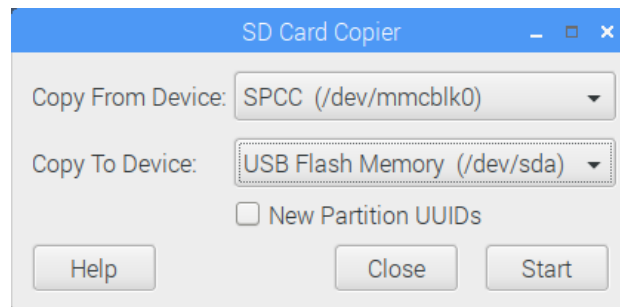 SD Card Copier
Copy From Device: SPCC (/dev/mmcblk0)
Copy To Device: USB Flash Memory (/dev/sda)
New Partition UUIDs
Help Close Start